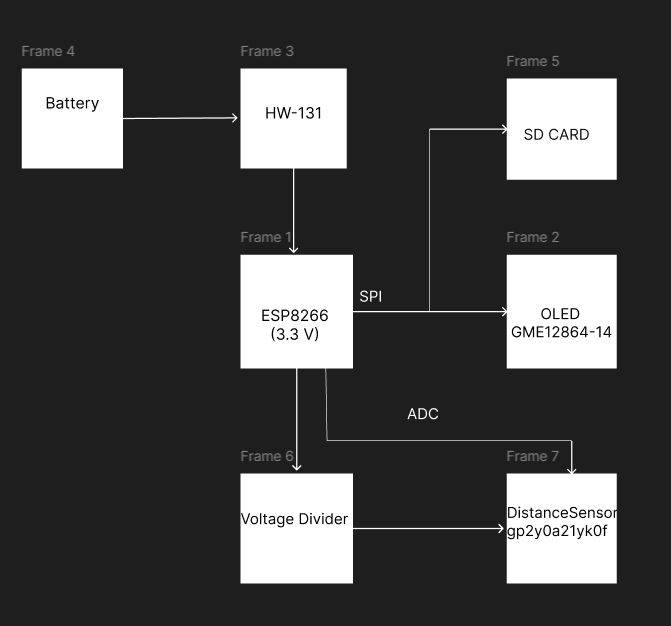 Frame 4
Battery
Frame 3
HW-131
Frame 5
SD CARD
Frame 1
ESP8266
(3.3 V)
SPI
Frame 2
OLED
GME12864-14
ADC
Frame 6
Voltage Divider
Frame 7
DistanceSensor
gp2y0a21yk0f